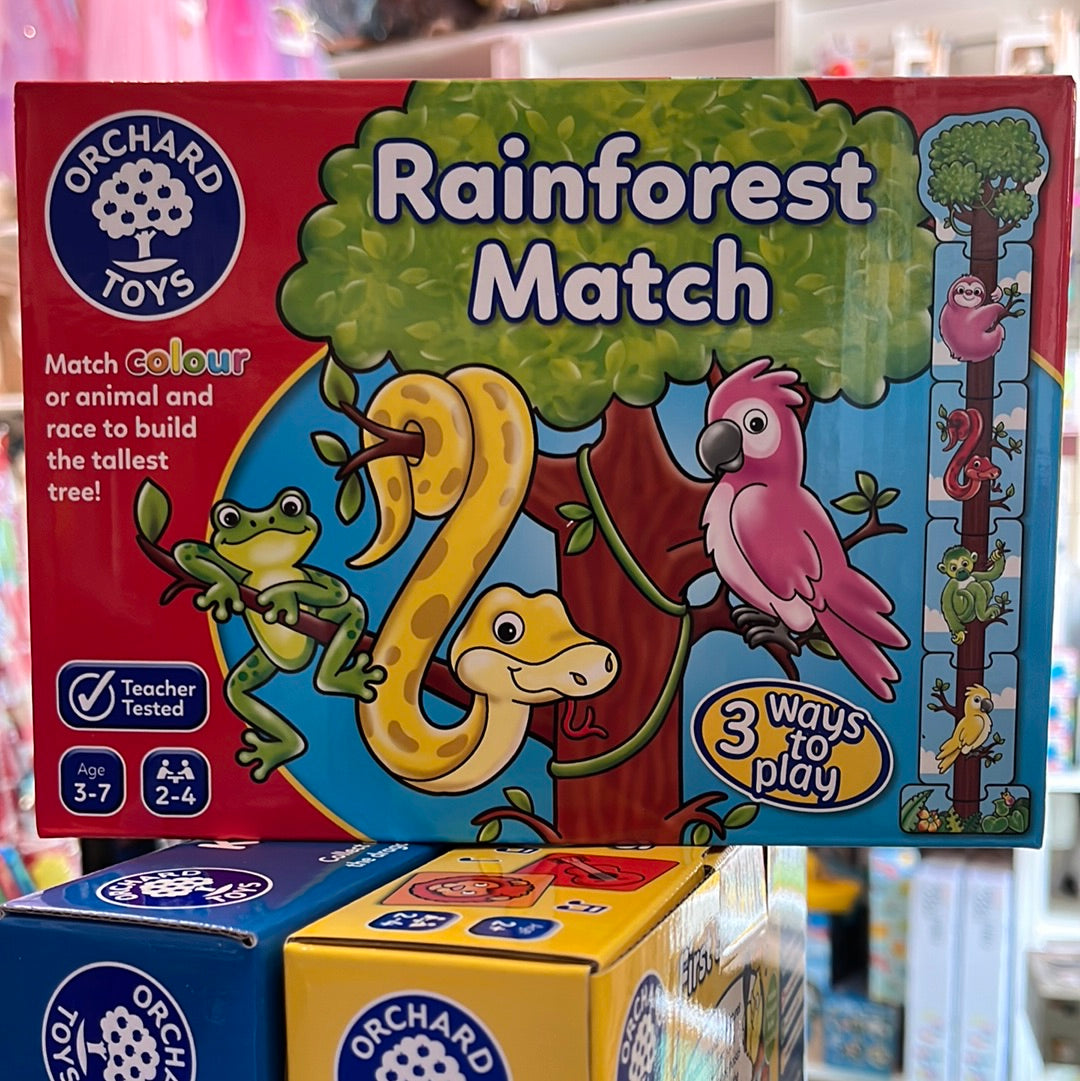 ORCHARD
TOYS
Rainforest
Match
Match colour
or animal and
race to build
the tallest
tree!
Teacher
Tested
Age
3-7
2-4
3 ways
to
play
ORCHARD
TOYS
ORCHARD
TOYS
ORCHARD